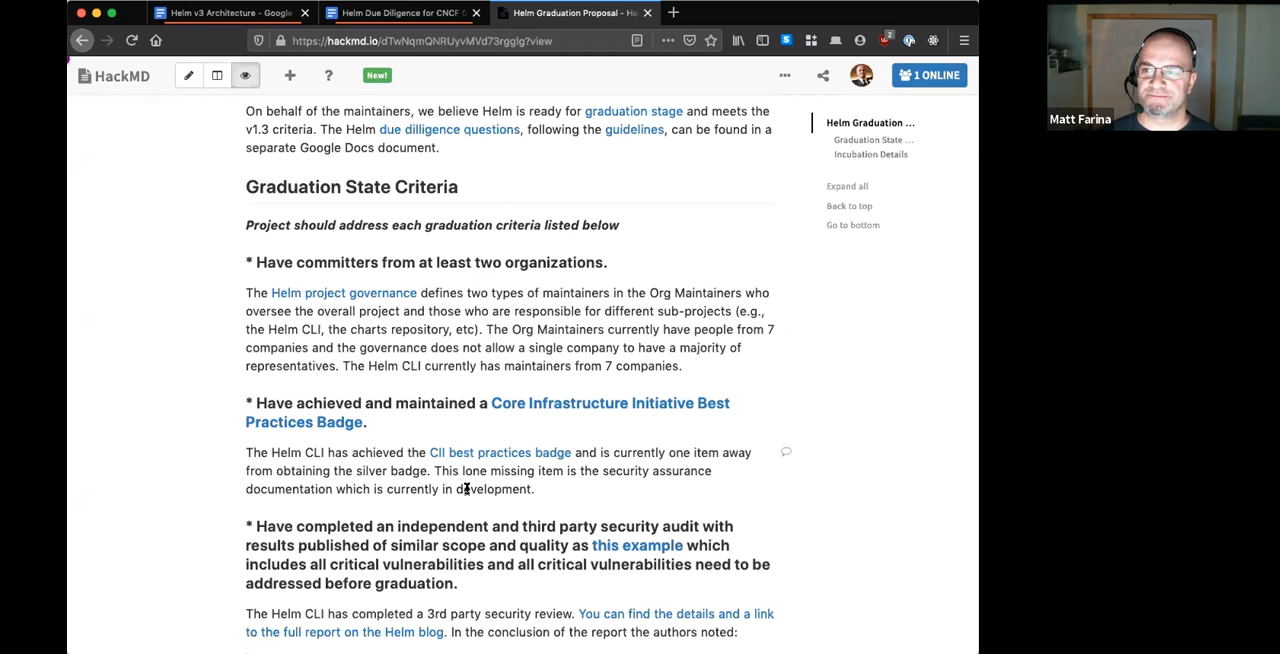 Helm v3 Architecture - Google
Helm Due Diligence for CNCF
Helm Graduation Proposal - Ha
https://hackmd.io/dTwNqmQNRUyvMVd73rgglg?view
2
HackMD
New!
1 ONLINE
Matt Farina
On behalf of the maintainers, we believe Helm is ready for graduation stage and meets the
v1.3 criteria. The Helm due dilligence questions, following the guidelines, can be found in a
separate Google Docs document.
Helm Graduation ...
Graduation State ...
Incubation Details
Expand all
Back to top
Go to bottom
Graduation State Criteria
Project should address each graduation criteria listed below
* Have committers from at least two organizations.
The Helm project governance defines two types of maintainers in the Org Maintainers who
oversee the overall project and those who are responsible for different sub-projects (e.g.,
the Helm CLI, the charts repository, etc). The Org Maintainers currently have people from 7
companies and the governance does not allow a single company to have a majority of
representatives. The Helm CLI currently has maintainers from 7 companies.
* Have achieved and maintained a Core Infrastructure Initiative Best
Practices Badge.
The Helm CLI has achieved the CII best practices badge and is currently one item away
from obtaining the silver badge. This lone missing item is the security assurance
documentation which is currently in development.
* Have completed an independent and third party security audit with
results published of similar scope and quality as this example which
includes all critical vulnerabilities and all critical vulnerabilities need to be
addressed before graduation.
The Helm CLI has completed a 3rd party security review. You can find the details and a link
to the full report on the Helm blog. In the conclusion of the report the authors noted: